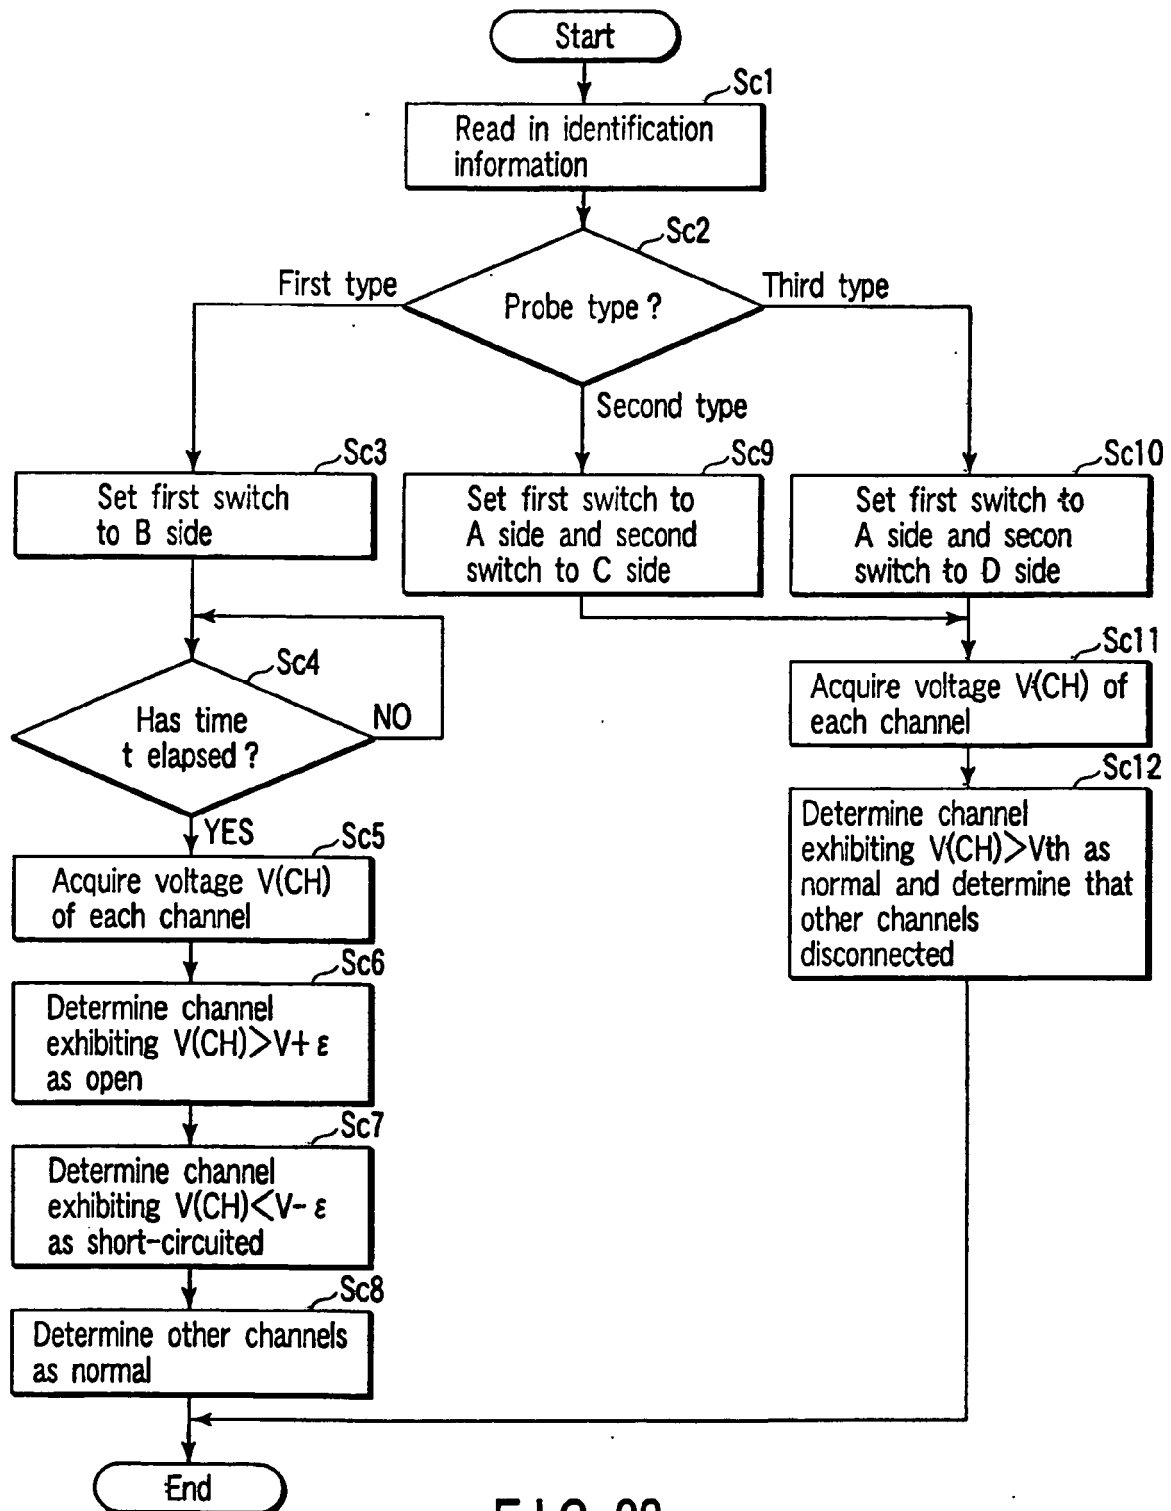 Start
Sc1
Read in identification
information
Sc2
First type
Probe type?
Third type
Second type
Sc3
Set first switch
to B side
Sc9
Set first switch to
A side and second
switch to C side
Sc10
Set first switch to
A side and secon
switch to D side
Sc4
Has time
t elapsed?
NO
YES
Sc5
Acquire voltage V(CH)
of each channel
Sc6
Determine channel
exhibiting V(CH)>V+ε
as open
Sc7
Determine channel
exhibiting V(CH)<V-ε
as short-circuited
Sc8
Determine other channels
as normal
Sc11
Acquire voltage V(CH) of
each channel
Sc12
Determine channel
exhibiting V(CH)>Vth as
normal and determine that
other channels
disconnected
End